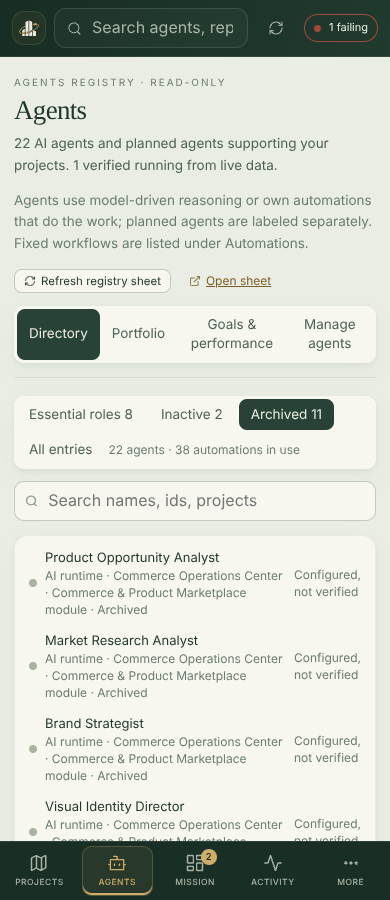 Search agents, rep
1 failing
AGENTS REGISTRY · READ-ONLY
Agents
22 AI agents and planned agents supporting your
projects. 1 verified running from live data.
Agents use model-driven reasoning or own automations
that do the work; planned agents are labeled separately.
Fixed workflows are listed under Automations.
Refresh registry sheet
Open sheet
Directory
Portfolio
Goals &
performance
Manage
agents
Essential roles 8
Inactive 2
Archived 11
All entries
22 agents · 38 automations in use
Search names, ids, projects
Product Opportunity Analyst
AI runtime · Commerce Operations Center
· Commerce & Product Marketplace
module · Archived
Configured,
not verified
Market Research Analyst
AI runtime · Commerce Operations Center
· Commerce & Product Marketplace
module · Archived
Configured,
not verified
Brand Strategist
AI runtime · Commerce Operations Center
· Commerce & Product Marketplace
module · Archived
Configured,
not verified
Visual Identity Director
AI runtime · Commerce Operations Center
· Commerce & Product Marketplace
Configured,
not verified
PROJECTS
AGENTS
2
MISSION
ACTIVITY
MORE